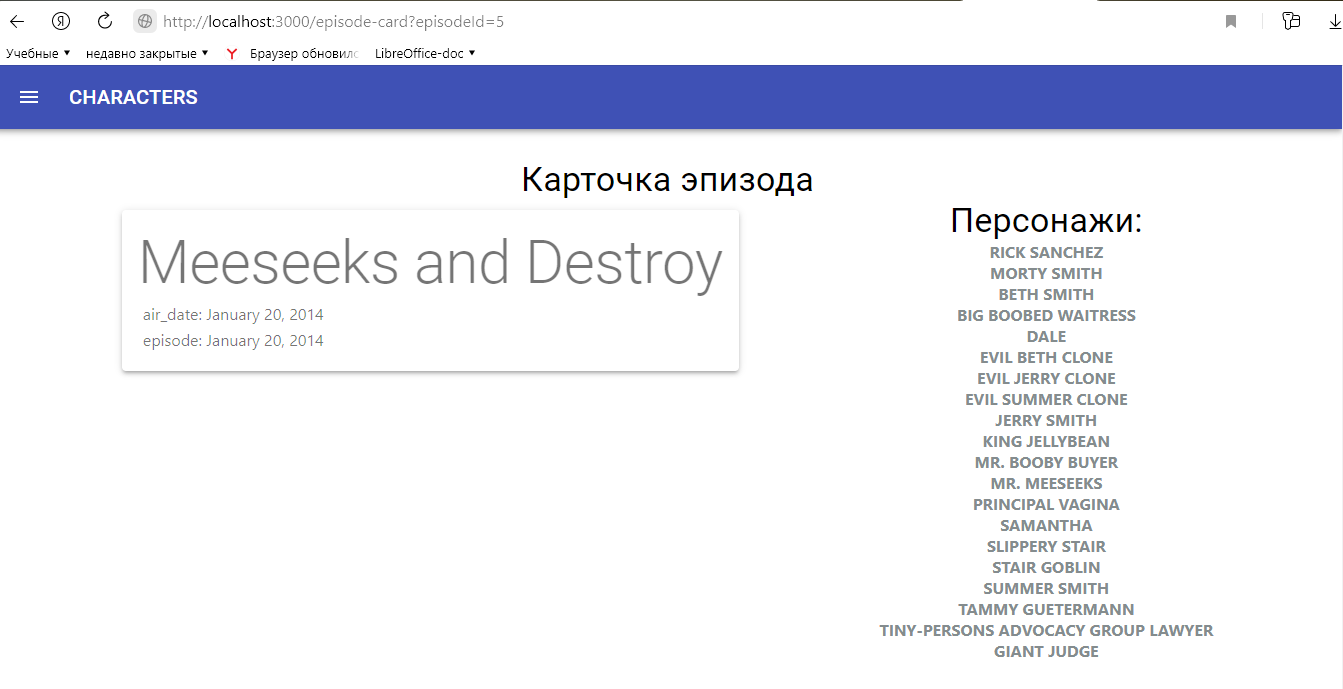 http://localhost:3000/episode-card?episodeId=5
Учебные недавно закрытые Y Браузер обновилс LibreOffice-doc
CHARACTERS
Карточка эпизода
Meeseeks and Destroy
air_date: January 20, 2014
episode: January 20, 2014
Персонажи:
RICK SANCHEZ
MORTY SMITH
BETH SMITH
BIG BOOBED WAITRESS
DALE
EVIL BETH CLONE
EVIL JERRY CLONE
EVIL SUMMER CLONE
JERRY SMITH
KING JELLYBEAN
MR. BOOBY BUYER
MR. MEESEEKS
PRINCIPAL VAGINA
SAMANTHA
SLIPPERY STAIR
STAIR GOBLIN
SUMMER SMITH
TAMMY GUETERMANN
TINY-PERSONS ADVOCACY GROUP LAWYER
GIANT JUDGE